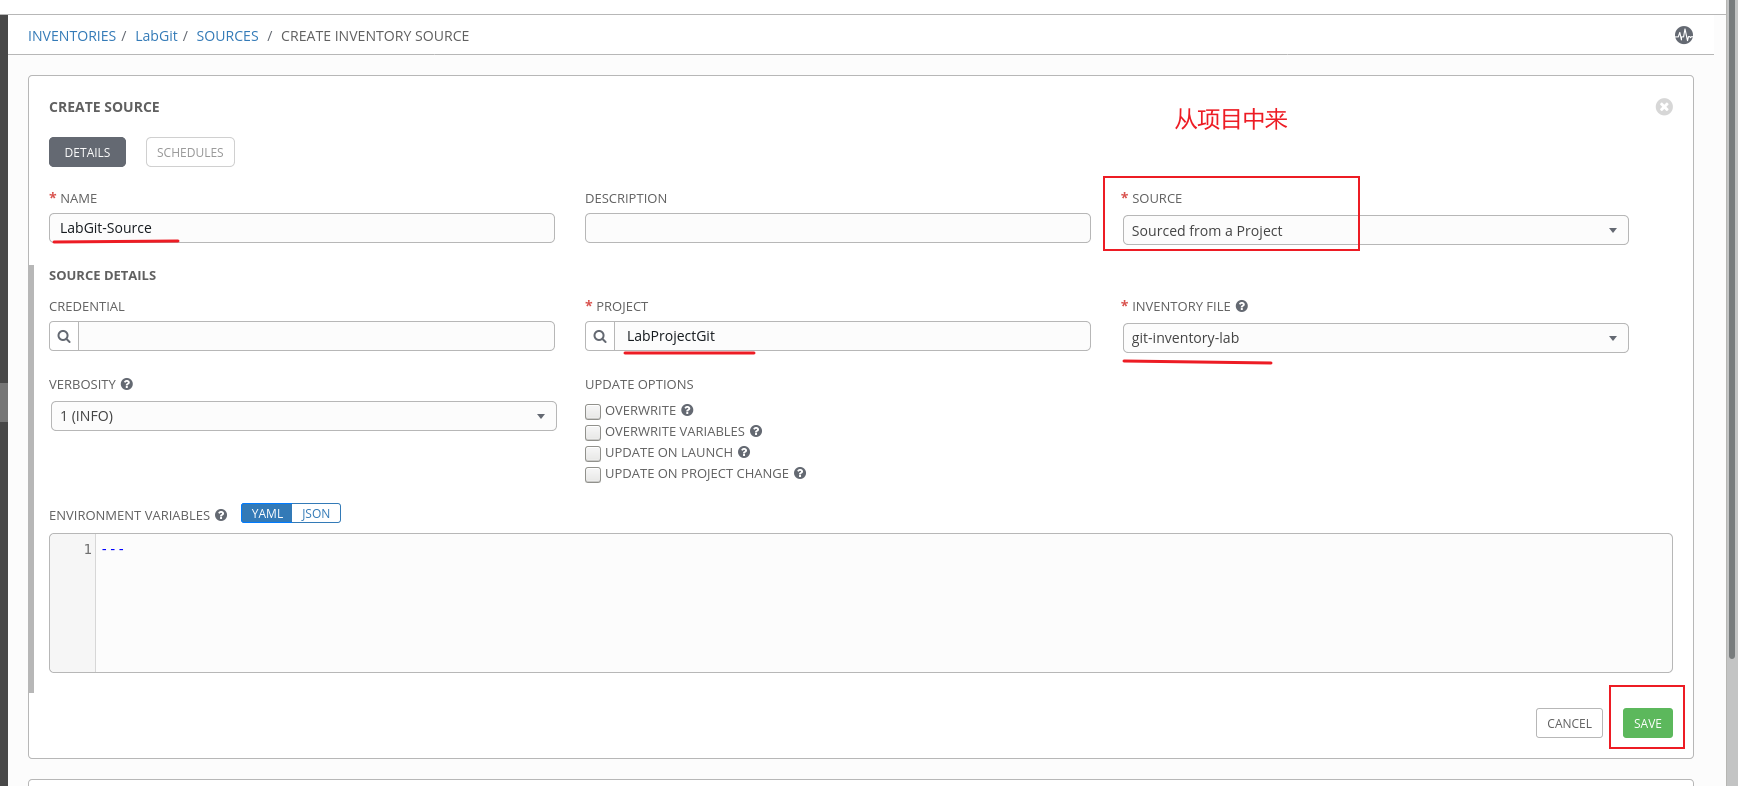 INVENTORIES / LabGit / SOURCES / CREATE INVENTORY SOURCE
CREATE SOURCE
从项目中来
DETAILS SCHEDULES
* NAME DESCRIPTION * SOURCE
LabGit-Source Sourced from a Project
SOURCE DETAILS
CREDENTIAL * PROJECT * INVENTORY FILE ?
LabProjectGit git-inventory-lab
VERBOSITY ? UPDATE OPTIONS
1 (INFO) OVERWRITE ?
OVERWRITE VARIABLES ?
UPDATE ON LAUNCH ?
UPDATE ON PROJECT CHANGE ?
ENVIRONMENT VARIABLES ? YAML JSON
1 ---
CANCEL SAVE